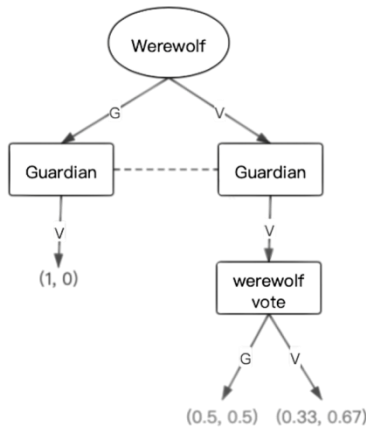 Werewolf
G
V
Guardian
Guardian
V
V
(1, 0)
werewolf
vote
G
V
(0.5, 0.5)
(0.33, 0.67)